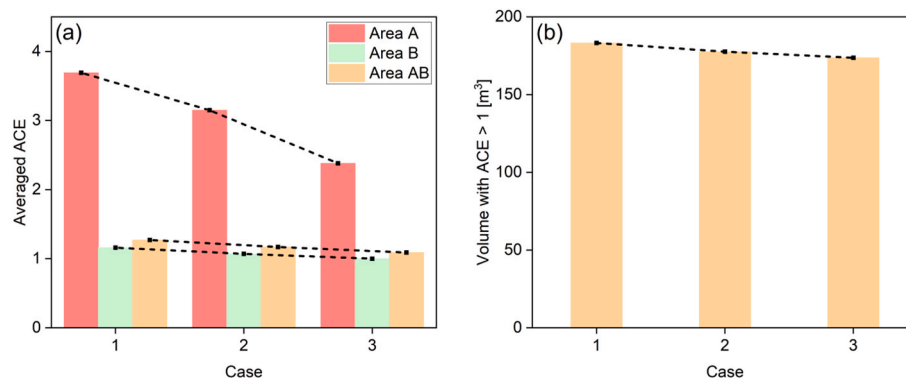 (a)
Area A
Area B
Area AB
Averaged ACE
4
3
2
1
0
1 2 3
Case
(b)
Volume with ACE > 1 [m³]
200
150
100
50
0
1 2 3
Case